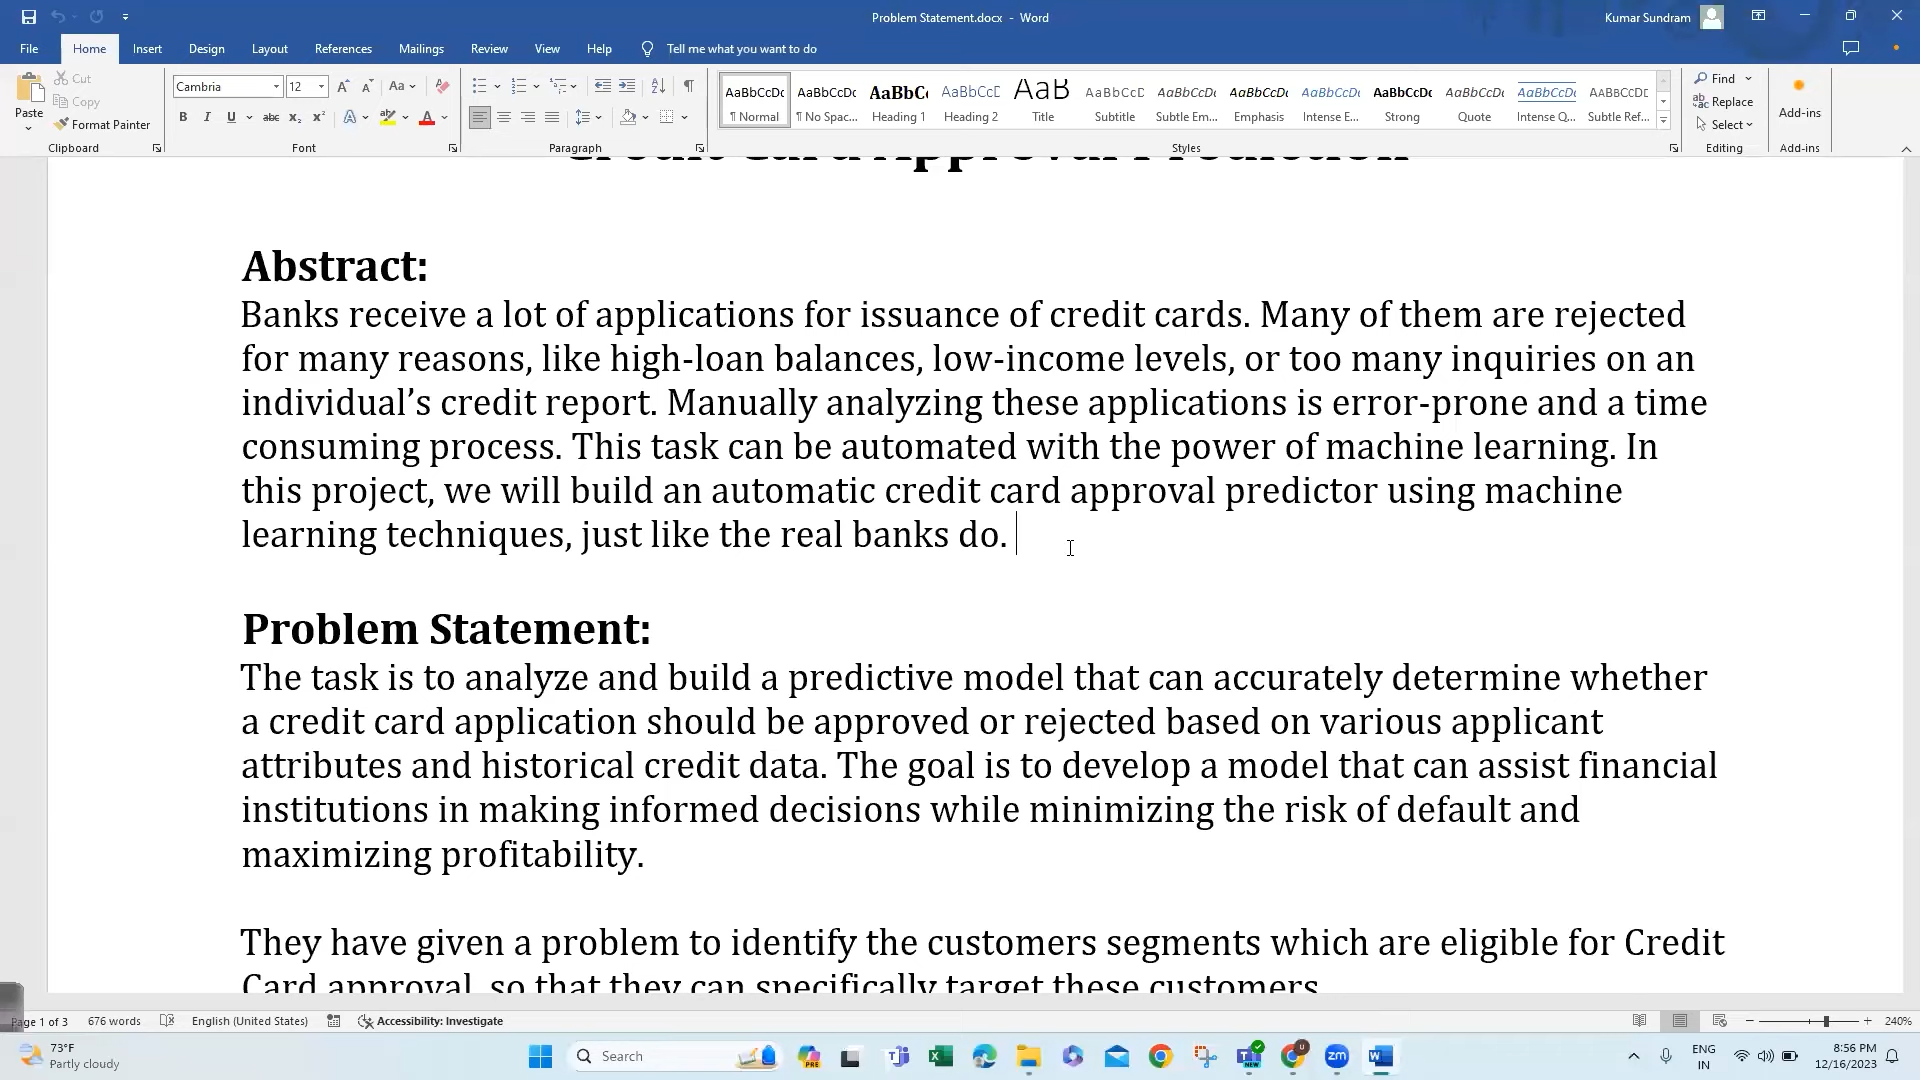 Problem Statement.docx - Word
Kumar Sundram
File Home Insert Design Layout References Mailings Review View Help Tell me what you want to do
Paste
Cut
Copy
Format Painter
Clipboard
Cambria 12
Font
Paragraph
AaBbCcDc AaBbCcDc AaBbC AaBbCcD AaB AaBbCcD AaBbCcDc AaBbCcDc AaBbCcDc AaBbCcDc AaBbCcDc AaBbCcDc AABBCCDC
¶ Normal ¶ No Spac... Heading 1 Heading 2 Title Subtitle Subtle Em... Emphasis Intense E... Strong Quote Intense Q... Subtle Ref...
Styles
Find
Replace
Select
Editing
Add-ins
Add-ins
Credit Card Approval Prediction
Abstract:
Banks receive a lot of applications for issuance of credit cards. Many of them are rejected
for many reasons, like high-loan balances, low-income levels, or too many inquiries on an
individual’s credit report. Manually analyzing these applications is error-prone and a time
consuming process. This task can be automated with the power of machine learning. In
this project, we will build an automatic credit card approval predictor using machine
learning techniques, just like the real banks do.
Problem Statement:
The task is to analyze and build a predictive model that can accurately determine whether
a credit card application should be approved or rejected based on various applicant
attributes and historical credit data. The goal is to develop a model that can assist financial
institutions in making informed decisions while minimizing the risk of default and
maximizing profitability.
They have given a problem to identify the customers segments which are eligible for Credit
Card approval, so that they can specifically target these customers
Page 1 of 3 676 words English (United States) Accessibility: Investigate 240%
73°F
Partly cloudy
Search
ENG
IN
8:56 PM
12/16/2023